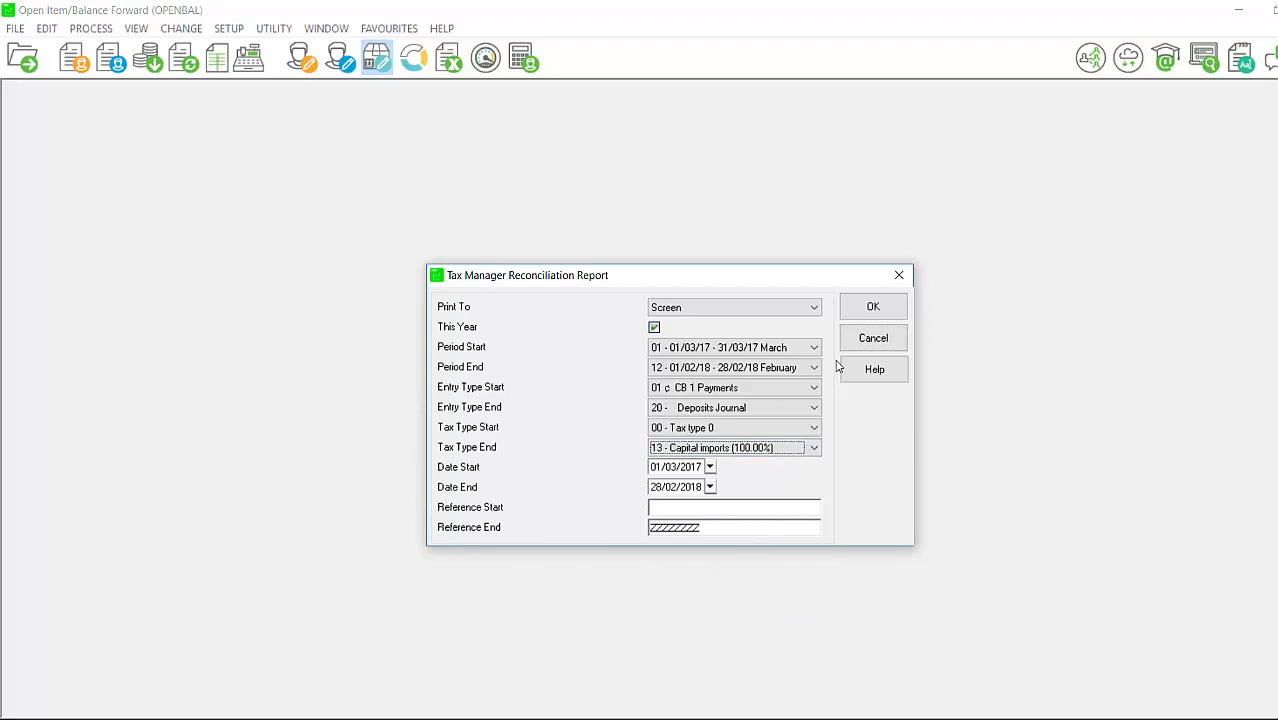 Open Item/Balance Forward (OPENBAL)
FILE EDIT PROCESS VIEW CHANGE SETUP UTILITY WINDOW FAVOURITES HELP
Tax Manager Reconciliation Report
Print To Screen OK
This Year
Period Start 01 - 01/03/17 - 31/03/17 March Cancel
Period End 12 - 01/02/18 - 28/02/18 February Help
Entry Type Start 01 ¢ CB 1 Payments
Entry Type End 20 - Deposits Journal
Tax Type Start 00 - Tax type 0
Tax Type End 13 - Capital imports (100.00%)
Date Start 01/03/2017
Date End 28/02/2018
Reference Start
Reference End ZZZZZZZZ